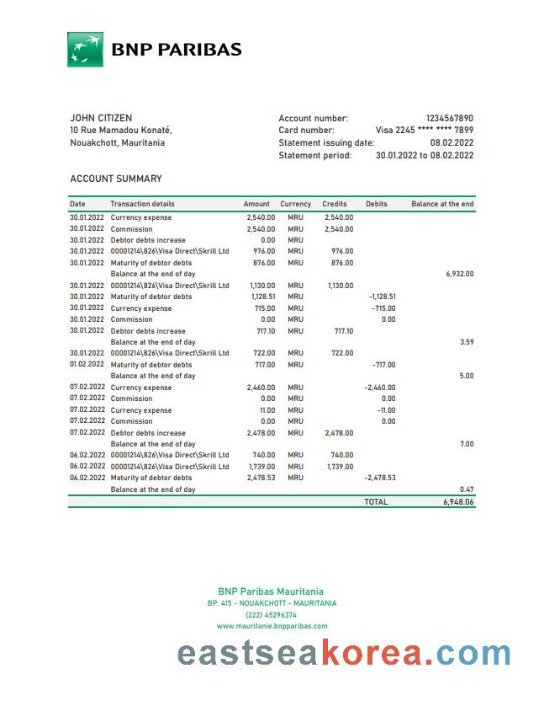 BNP PARIBAS
JOHN CITIZEN
10 Rue Mamadou Konaté,
Nouakchott, Mauritania
Account number: 1234567890
Card number: Visa 2245 **** **** 7899
Statement issuing date: 08.02.2022
Statement period: 30.01.2022 to 08.02.2022
ACCOUNT SUMMARY
Date Transaction details Amount Currency Credits Debits Balance at the end
30.01.2022 Currency expense 2,540.00 MRU 2,540.00
30.01.2022 Commission 2,540.00 MRU 2,540.00
30.01.2022 Debtor debts increase 0.00 MRU
30.01.2022 00001214\826\Visa Direct\Skrill Ltd 976.00 MRU 976.00
30.01.2022 Maturity of debtor debts 876.00 MRU 876.00
Balance at the end of day 6,932.00
30.01.2022 00001214\826\Visa Direct\Skrill Ltd 1,130.00 MRU 1,130.00
30.01.2022 Maturity of debtor debts 1,128.51 MRU -1,128.51
30.01.2022 Currency expense 715.00 MRU -715.00
30.01.2022 Commission 0.00 MRU 0.00
30.01.2022 Debtor debts increase 717.10 MRU 717.10
Balance at the end of day 3.59
30.01.2022 00001214\826\Visa Direct\Skrill Ltd 722.00 MRU 722.00
01.02.2022 Maturity of debtor debts 717.00 MRU -717.00
Balance at the end of day 5.00
07.02.2022 Currency expense 2,460.00 MRU -2,460.00
07.02.2022 Commission 0.00 MRU 0.00
07.02.2022 Currency expense 11.00 MRU -11.00
07.02.2022 Commission 0.00 MRU 0.00
07.02.2022 Debtor debts increase 2,478.00 MRU 2,478.00
Balance at the end of day 7.00
06.02.2022 00001214\826\Visa Direct\Skrill Ltd 740.00 MRU 740.00
06.02.2022 00001214\826\Visa Direct\Skrill Ltd 1,739.00 MRU 1,739.00
06.02.2022 Maturity of debtor debts 2,478.53 MRU -2,478.53
Balance at the end of day 0.47
TOTAL 6,948.06
BNP Paribas Mauritania
BP. 415 - NOUAKCHOTT - MAURITANIA
(222) 45296374
www.mauritanie.bnpparibas.com
eastseakorea.com